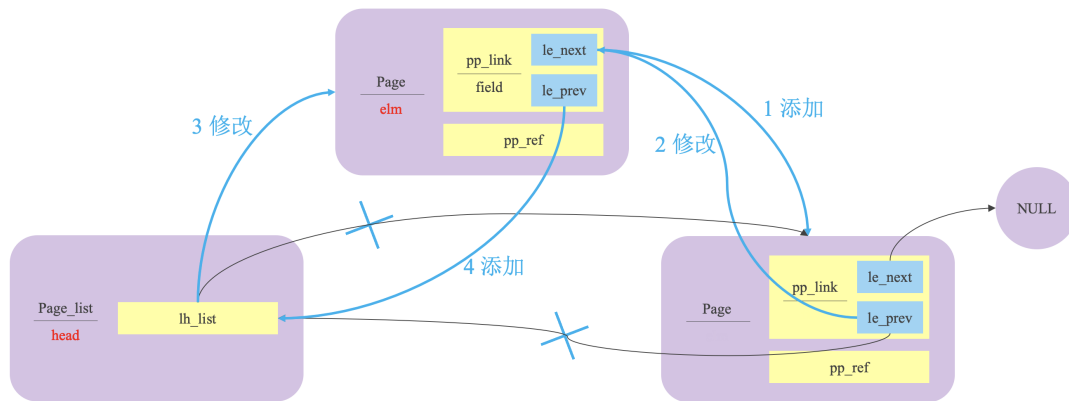 le_next
pp_link
field
Page
elm
le_prev
pp_ref
1 添加
2 修改
3 修改
4 添加
NULL
Page_list
head
lh_list
le_next
pp_link
Page
le_prev
pp_ref